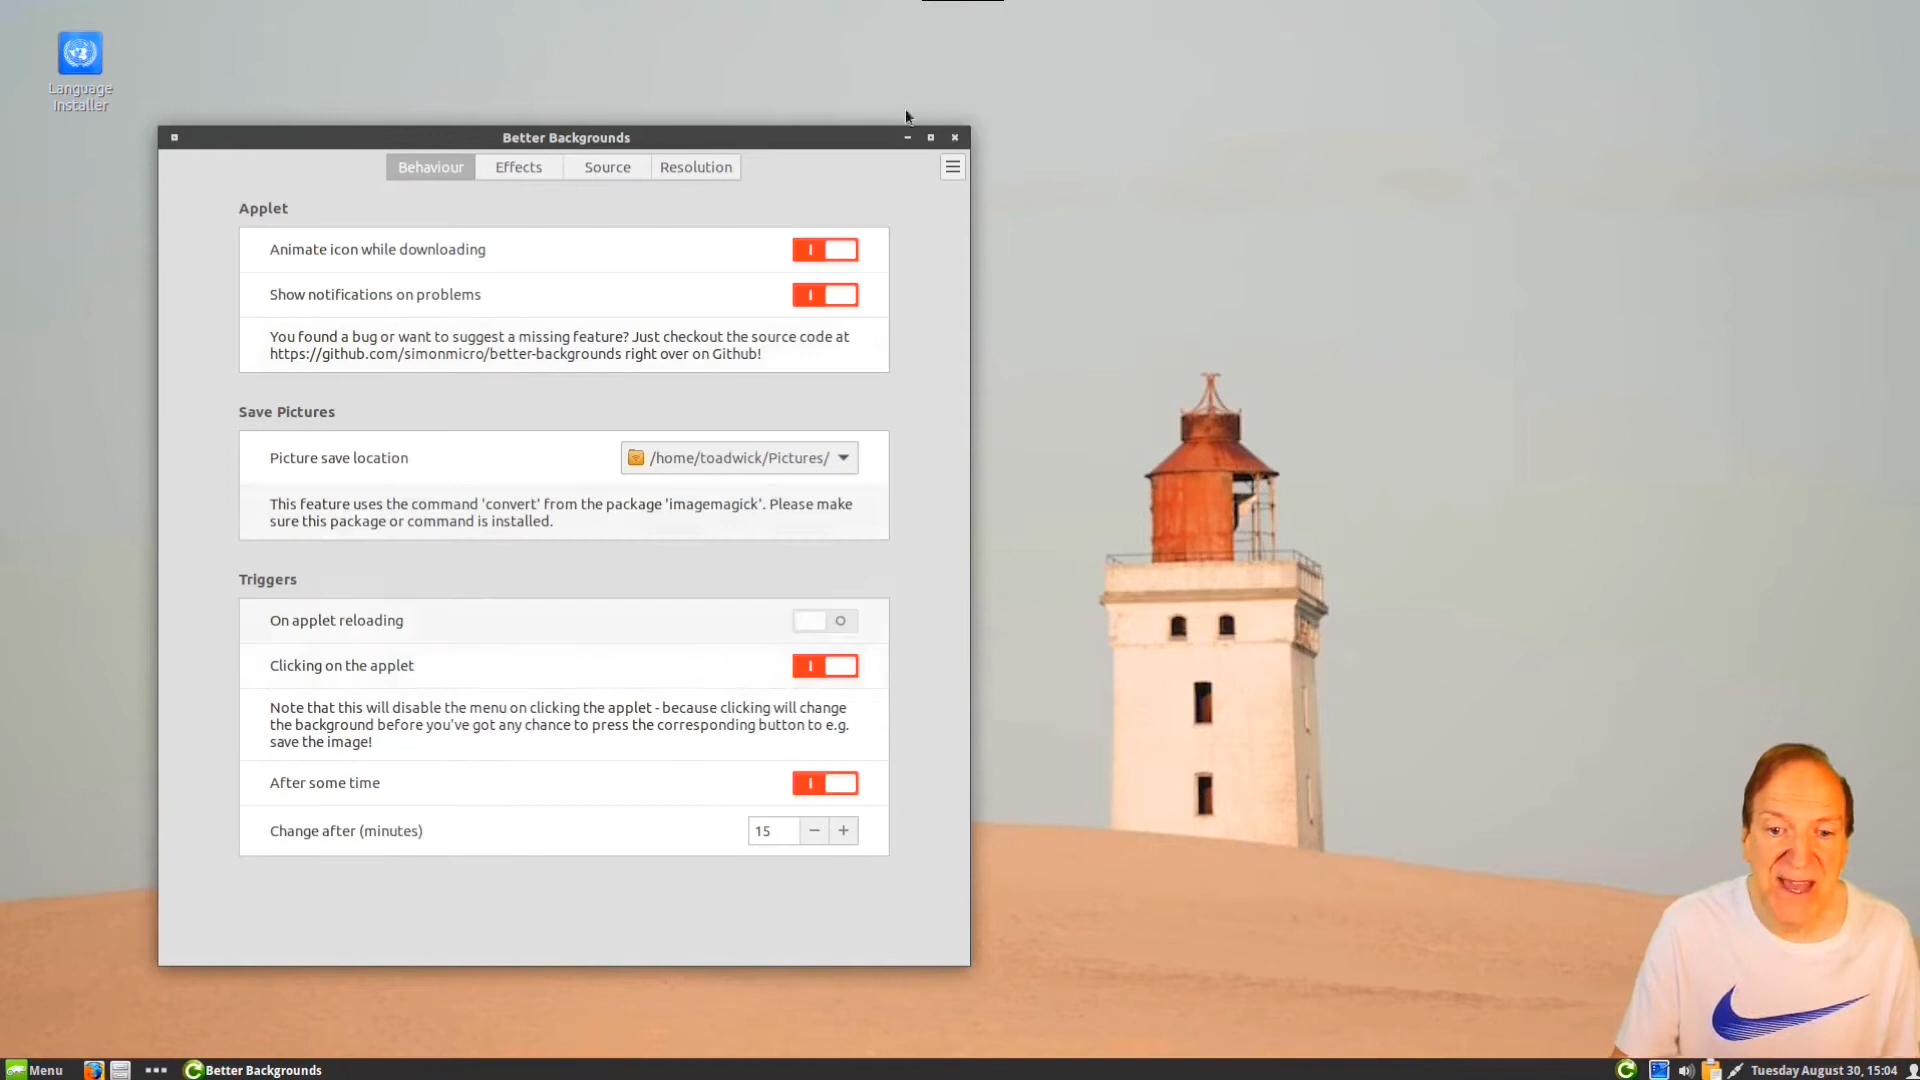 Language
Installer
Better Backgrounds
Behaviour
Effects
Source
Resolution
Applet
Animate icon while downloading
Show notifications on problems
You found a bug or want to suggest a missing feature? Just checkout the source code at
https://github.com/simonmicro/better-backgrounds right over on Github!
Save Pictures
Picture save location
/home/toadwick/Pictures/
This feature uses the command 'convert' from the package 'imagemagick'. Please make
sure this package or command is installed.
Triggers
On applet reloading
Clicking on the applet
Note that this will disable the menu on clicking the applet - because clicking will change
the background before you've got any chance to press the corresponding button to e.g.
save the image!
After some time
Change after (minutes)
15
Menu
Better Backgrounds
Tuesday August 30, 15:04